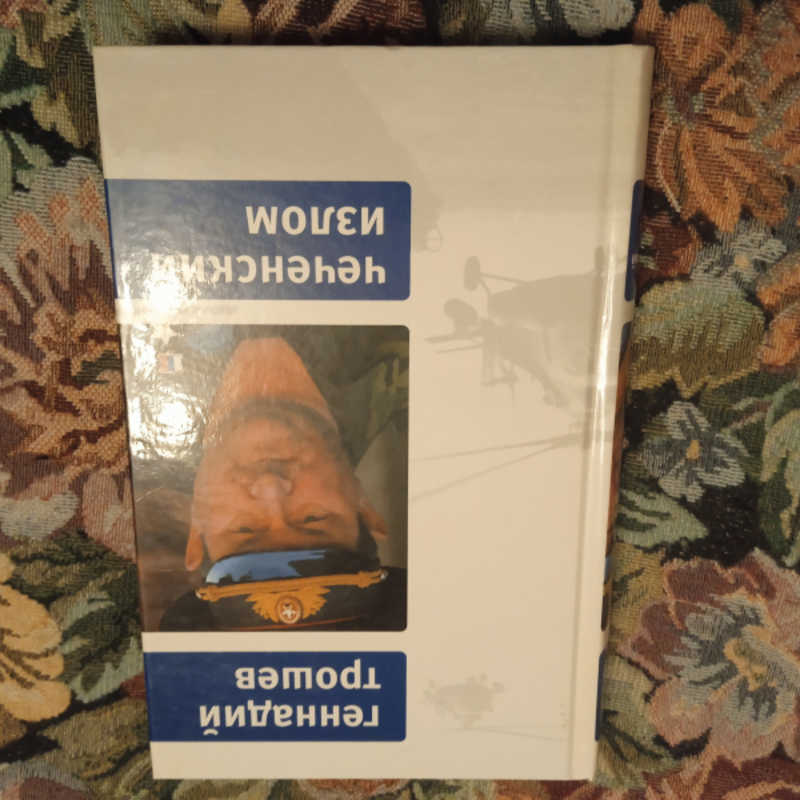 геннадий
трошев
чеченский
излом